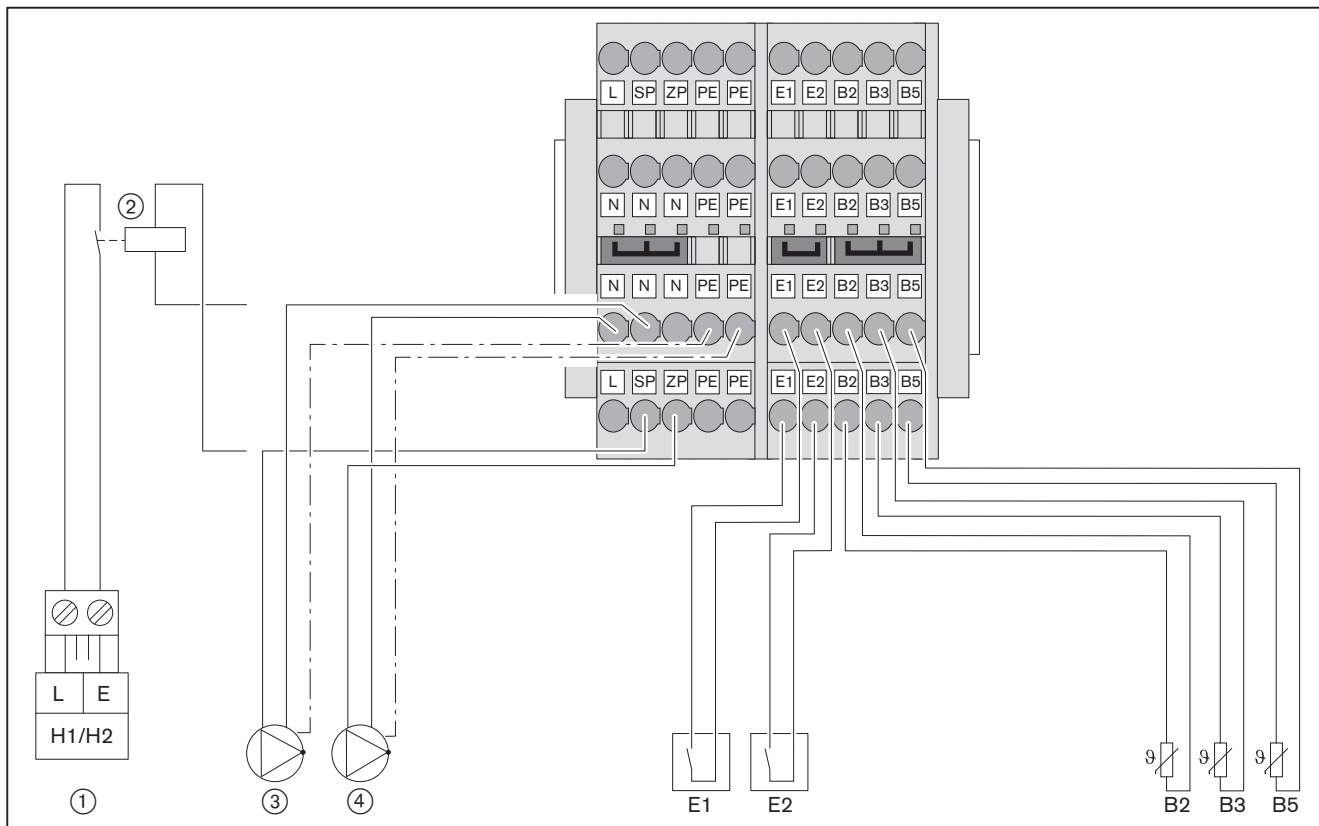 L SP ZP PE PE E1 E2 B2 B3 B5
N N N PE PE E1 E2 B2 B3 B5
②
N N N PE PE E1 E2 B2 B3 B5
L SP ZP PE PE E1 E2 B2 B3 B5
L E
H1/H2
ϑ ϑ ϑ
① ③ ④ E1 E2 B2 B3 B5